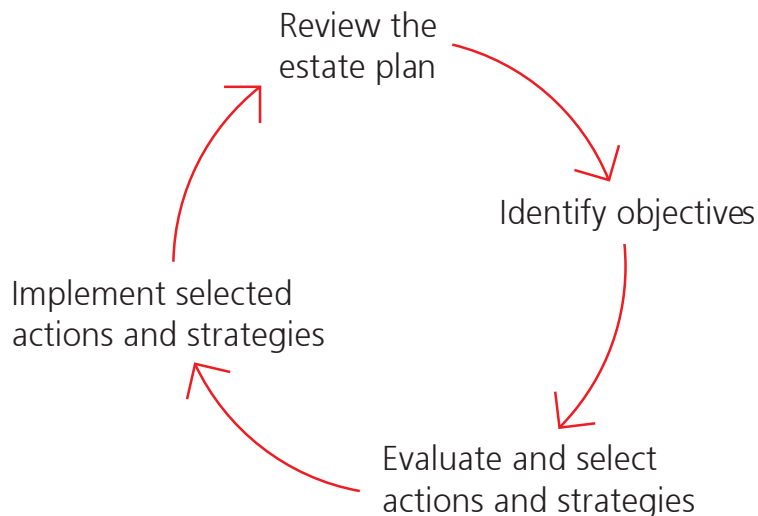 Review the
estate plan
Identify objectives
Evaluate and select
actions and strategies
Implement selected
actions and strategies